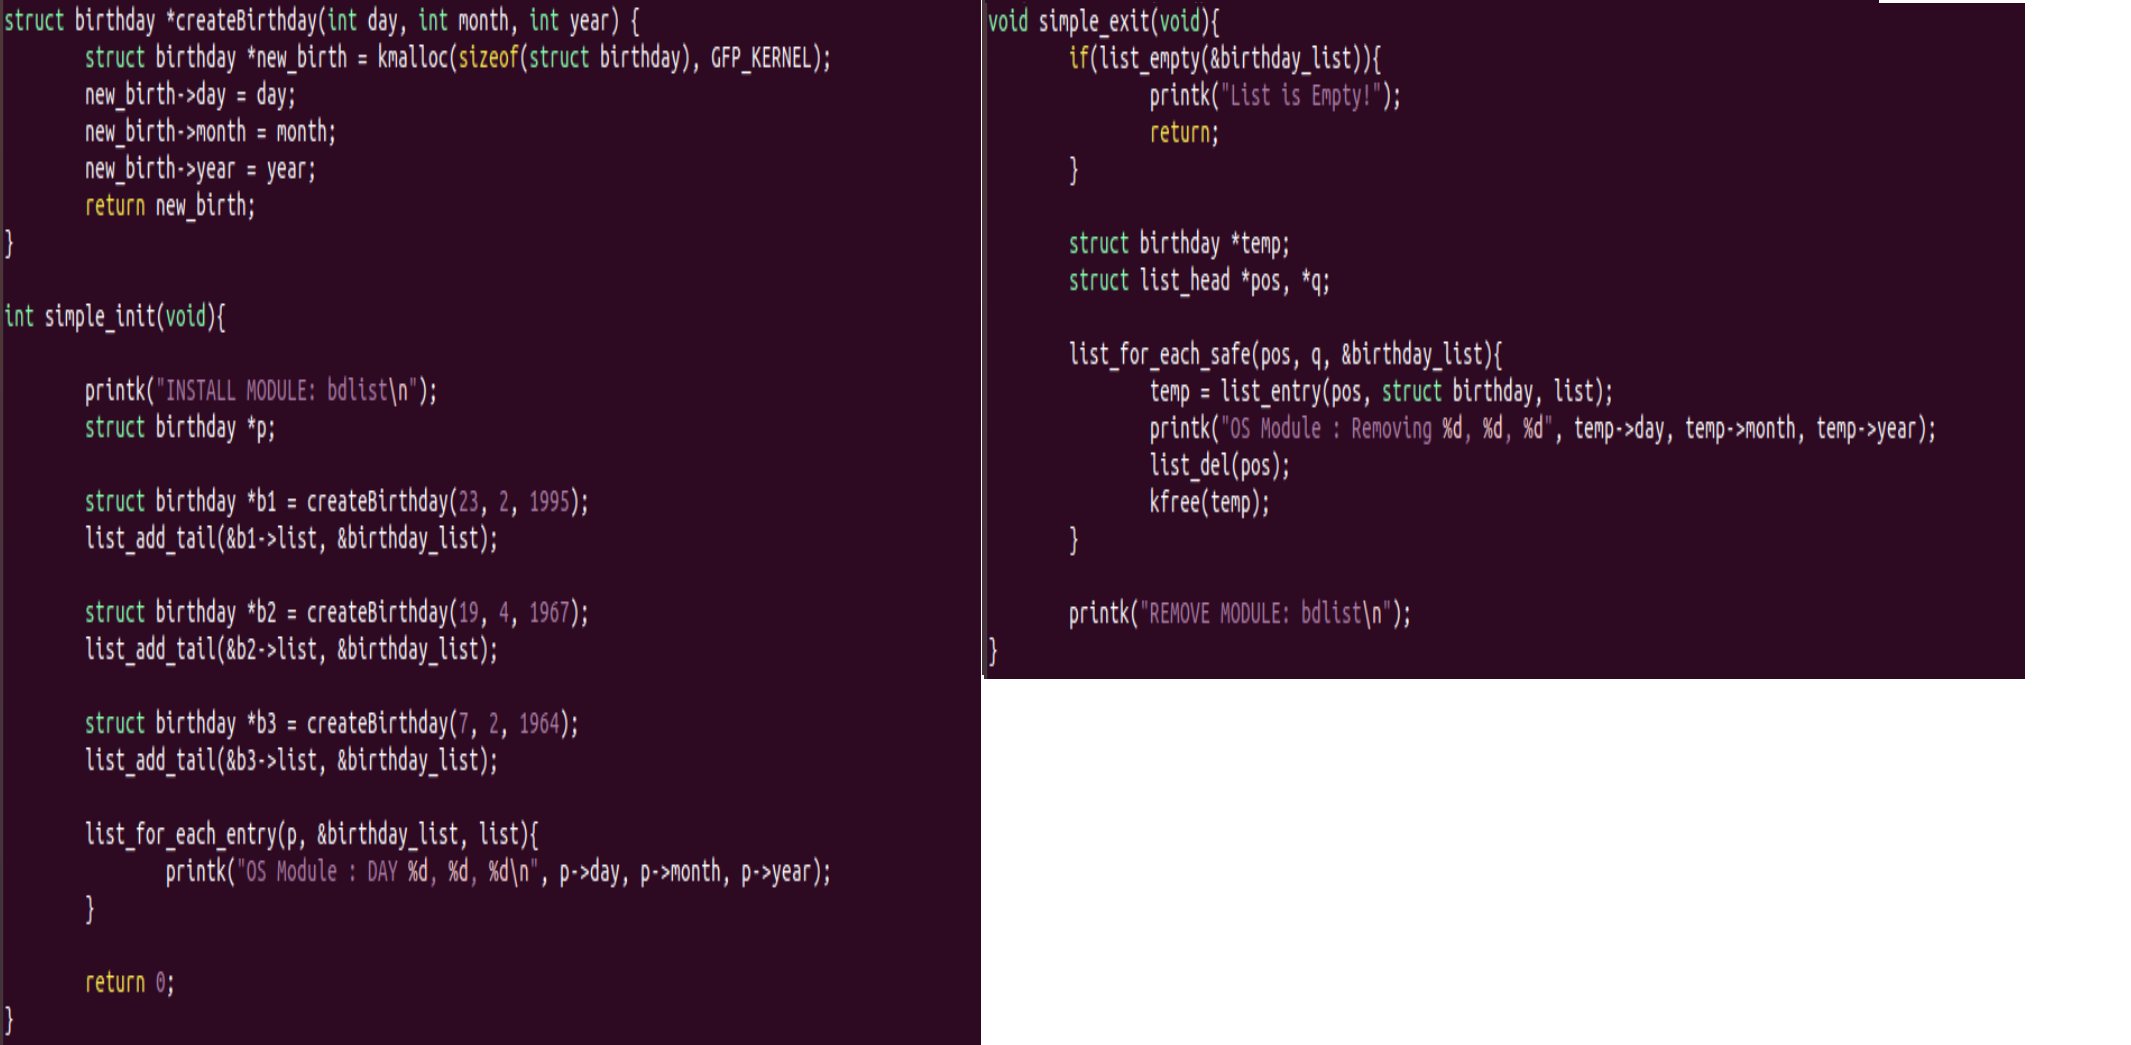 struct birthday *createBirthday(int day, int month, int year) {
struct birthday *new_birth = kmalloc(sizeof(struct birthday), GFP_KERNEL);
new_birth->day = day;
new_birth->month = month;
new_birth->year = year;
return new_birth;
}
int simple_init(void){
printk("INSTALL MODULE: bdlist\n");
struct birthday *p;
struct birthday *b1 = createBirthday(23, 2, 1995);
list_add_tail(&b1->list, &birthday_list);
struct birthday *b2 = createBirthday(19, 4, 1967);
list_add_tail(&b2->list, &birthday_list);
struct birthday *b3 = createBirthday(7, 2, 1964);
list_add_tail(&b3->list, &birthday_list);
list_for_each_entry(p, &birthday_list, list){
printk("OS Module : DAY %d, %d, %d\n", p->day, p->month, p->year);
}
return 0;
}
void simple_exit(void){
if(list_empty(&birthday_list)){
printk("List is Empty!");
return;
}
struct birthday *temp;
struct list_head *pos, *q;
list_for_each_safe(pos, q, &birthday_list){
temp = list_entry(pos, struct birthday, list);
printk("OS Module : Removing %d, %d, %d", temp->day, temp->month, temp->year);
list_del(pos);
kfree(temp);
}
printk("REMOVE MODULE: bdlist\n");
}